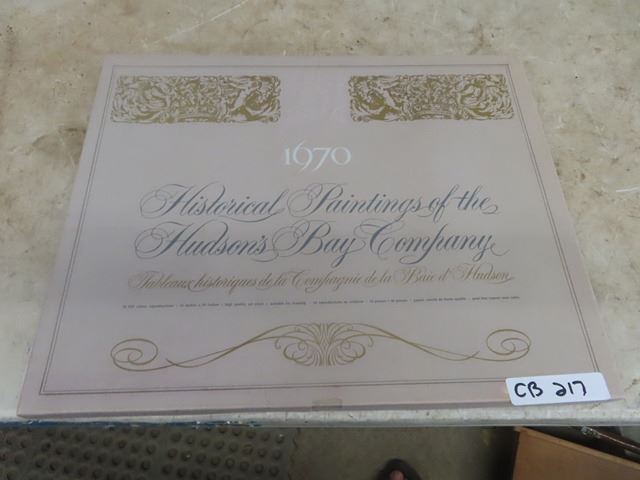 1670
Historical Paintings of the
Hudson's Bay Company
Tableaux historiques de la Compagnie de la Baie d'Hudson
CB 217